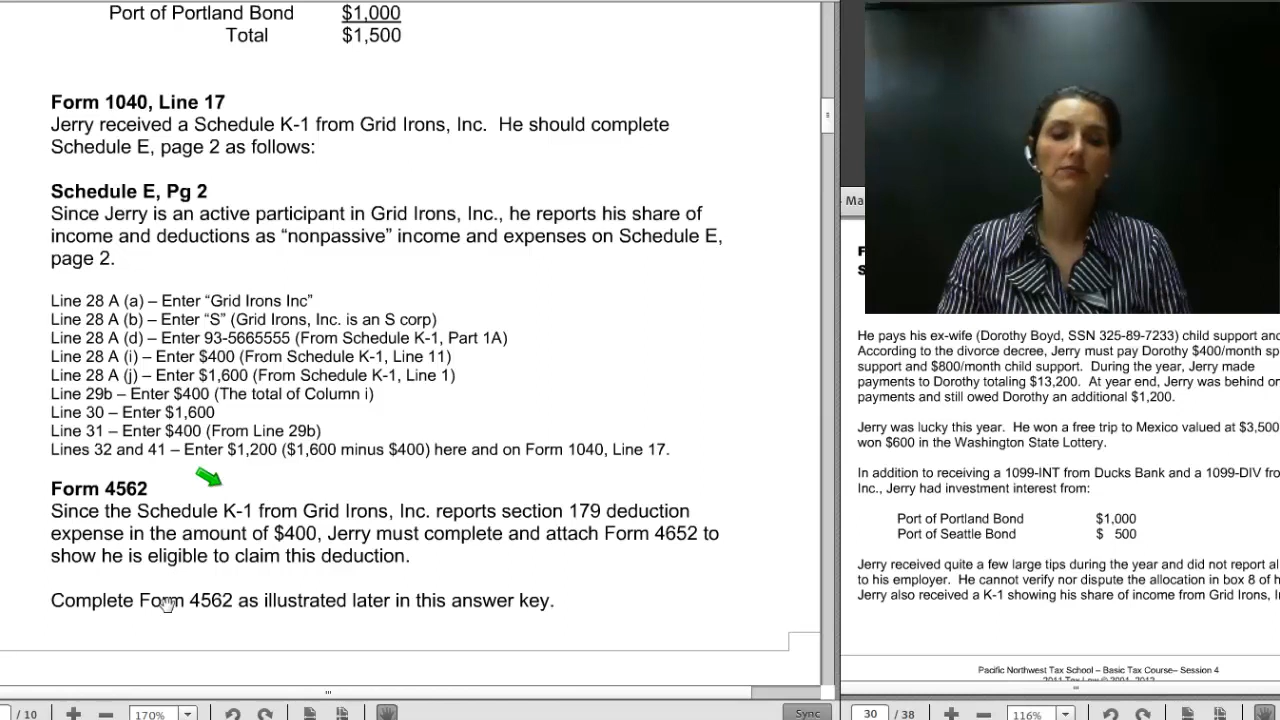 Port of Portland Bond $1,000
Total $1,500
Form 1040, Line 17
Jerry received a Schedule K-1 from Grid Irons, Inc. He should complete
Schedule E, page 2 as follows:
Schedule E, Pg 2
Since Jerry is an active participant in Grid Irons, Inc., he reports his share of
income and deductions as “nonpassive” income and expenses on Schedule E,
page 2.
Line 28 A (a) – Enter “Grid Irons Inc”
Line 28 A (b) – Enter “S” (Grid Irons, Inc. is an S corp)
Line 28 A (d) – Enter 93-5665555 (From Schedule K-1, Part 1A)
Line 28 A (i) – Enter $400 (From Schedule K-1, Line 11)
Line 28 A (j) – Enter $1,600 (From Schedule K-1, Line 1)
Line 29b – Enter $400 (The total of Column i)
Line 30 – Enter $1,600
Line 31 – Enter $400 (From Line 29b)
Lines 32 and 41 – Enter $1,200 ($1,600 minus $400) here and on Form 1040, Line 17.
Form 4562
Since the Schedule K-1 from Grid Irons, Inc. reports section 179 deduction
expense in the amount of $400, Jerry must complete and attach Form 4652 to
show he is eligible to claim this deduction.
Complete Form 4562 as illustrated later in this answer key.
/ 10 170% Sync
Ma
He pays his ex-wife (Dorothy Boyd, SSN 325-89-7233) child support and
According to the divorce decree, Jerry must pay Dorothy $400/month sp
support and $800/month child support. During the year, Jerry made
payments to Dorothy totaling $13,200. At year end, Jerry was behind on
payments and still owed Dorothy an additional $1,200.
Jerry was lucky this year. He won a free trip to Mexico valued at $3,500
won $600 in the Washington State Lottery.
In addition to receiving a 1099-INT from Ducks Bank and a 1099-DIV fro
Inc., Jerry had investment interest from:
Port of Portland Bond $1,000
Port of Seattle Bond $ 500
Jerry received quite a few large tips during the year and did not report al
to his employer. He cannot verify nor dispute the allocation in box 8 of h
Jerry also received a K-1 showing his share of income from Grid Irons, I
Pacific Northwest Tax School – Basic Tax Course– Session 4
30 / 38 116%